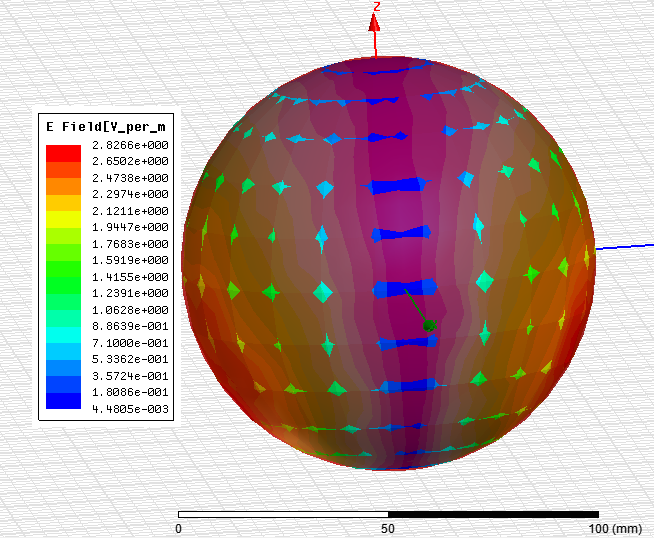 Z
E Field[V_per_m
2.8266e+000
2.6502e+000
2.4738e+000
2.2974e+000
2.1211e+000
1.9447e+000
1.7683e+000
1.5919e+000
1.4155e+000
1.2391e+000
1.0628e+000
8.8639e-001
7.1000e-001
5.3362e-001
3.5724e-001
1.8086e-001
4.4805e-003
0 50 100 (mm)